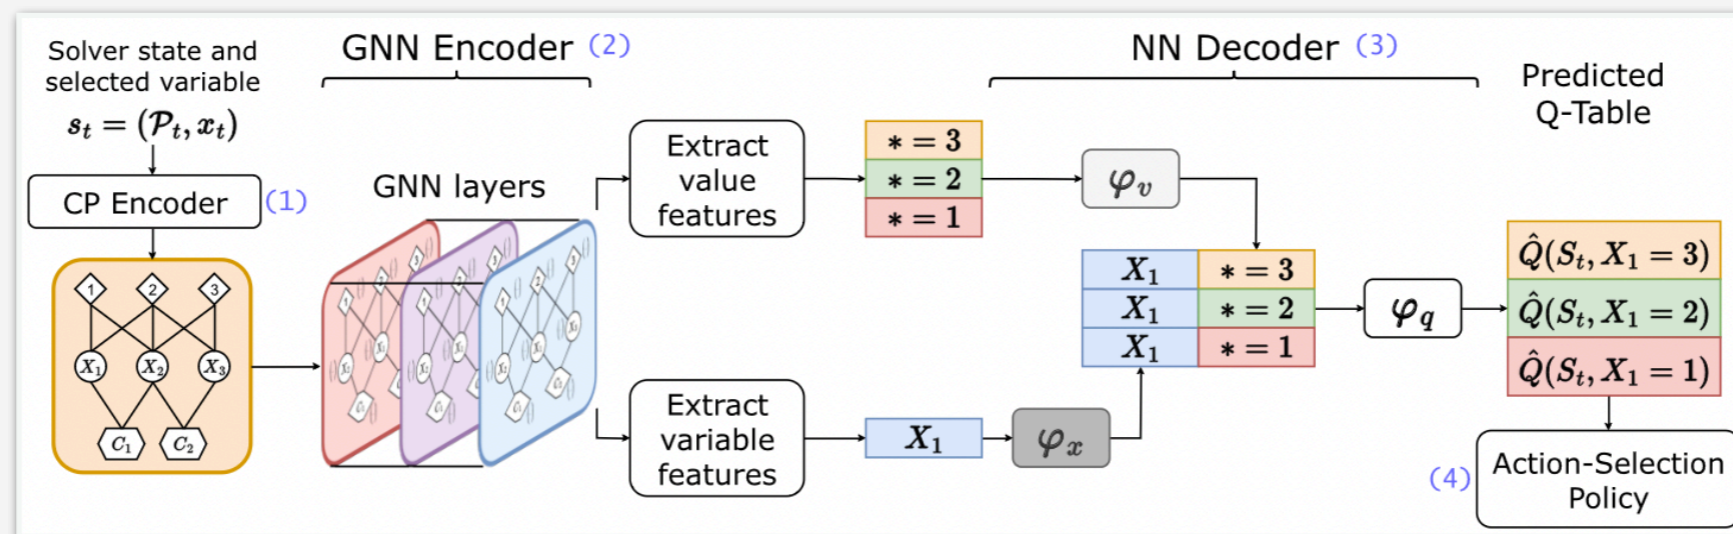 Solver state and
selected variable
s_t = (P_t, x_t)
CP Encoder (1)
1 2 3
X_1 X_2 X_3
C_1 C_2
GNN Encoder (2)
GNN layers
Extract
value
features
* = 3
* = 2
* = 1
Extract
variable
features
X_1
NN Decoder (3)
φ_v
φ_x
X_1 * = 3
X_1 * = 2
X_1 * = 1
φ_q
Predicted
Q-Table
Q̂(S_t, X_1 = 3)
Q̂(S_t, X_1 = 2)
Q̂(S_t, X_1 = 1)
(4) Action-Selection
Policy